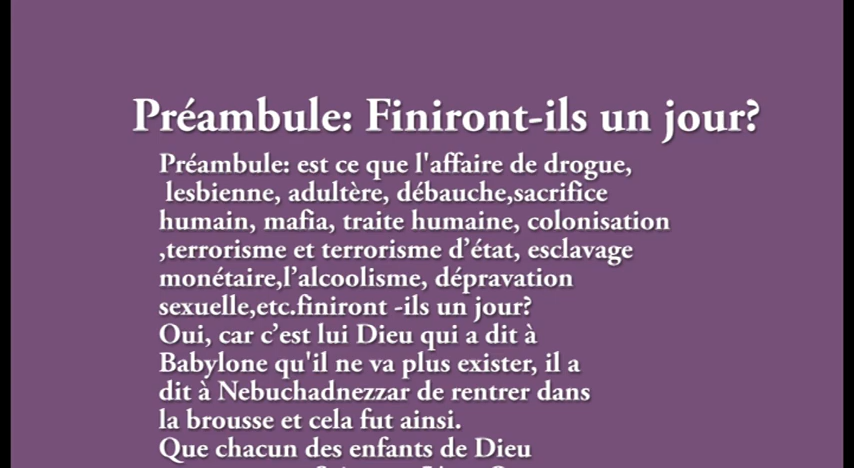 Préambule: Finiront-ils un jour?
Préambule: est ce que l'affaire de drogue,
lesbienne, adultère, débauche,sacrifice
humain, mafia, traite humaine, colonisation
,terrorisme et terrorisme d’état, esclavage
monétaire,l’alcoolisme, dépravation
sexuelle,etc.finiront -ils un jour?
Oui, car c’est lui Dieu qui a dit à
Babylone qu'il ne va plus exister, il a
dit à Nebuchadnezzar de rentrer dans
la brousse et cela fut ainsi.
Que chacun des enfants de Dieu